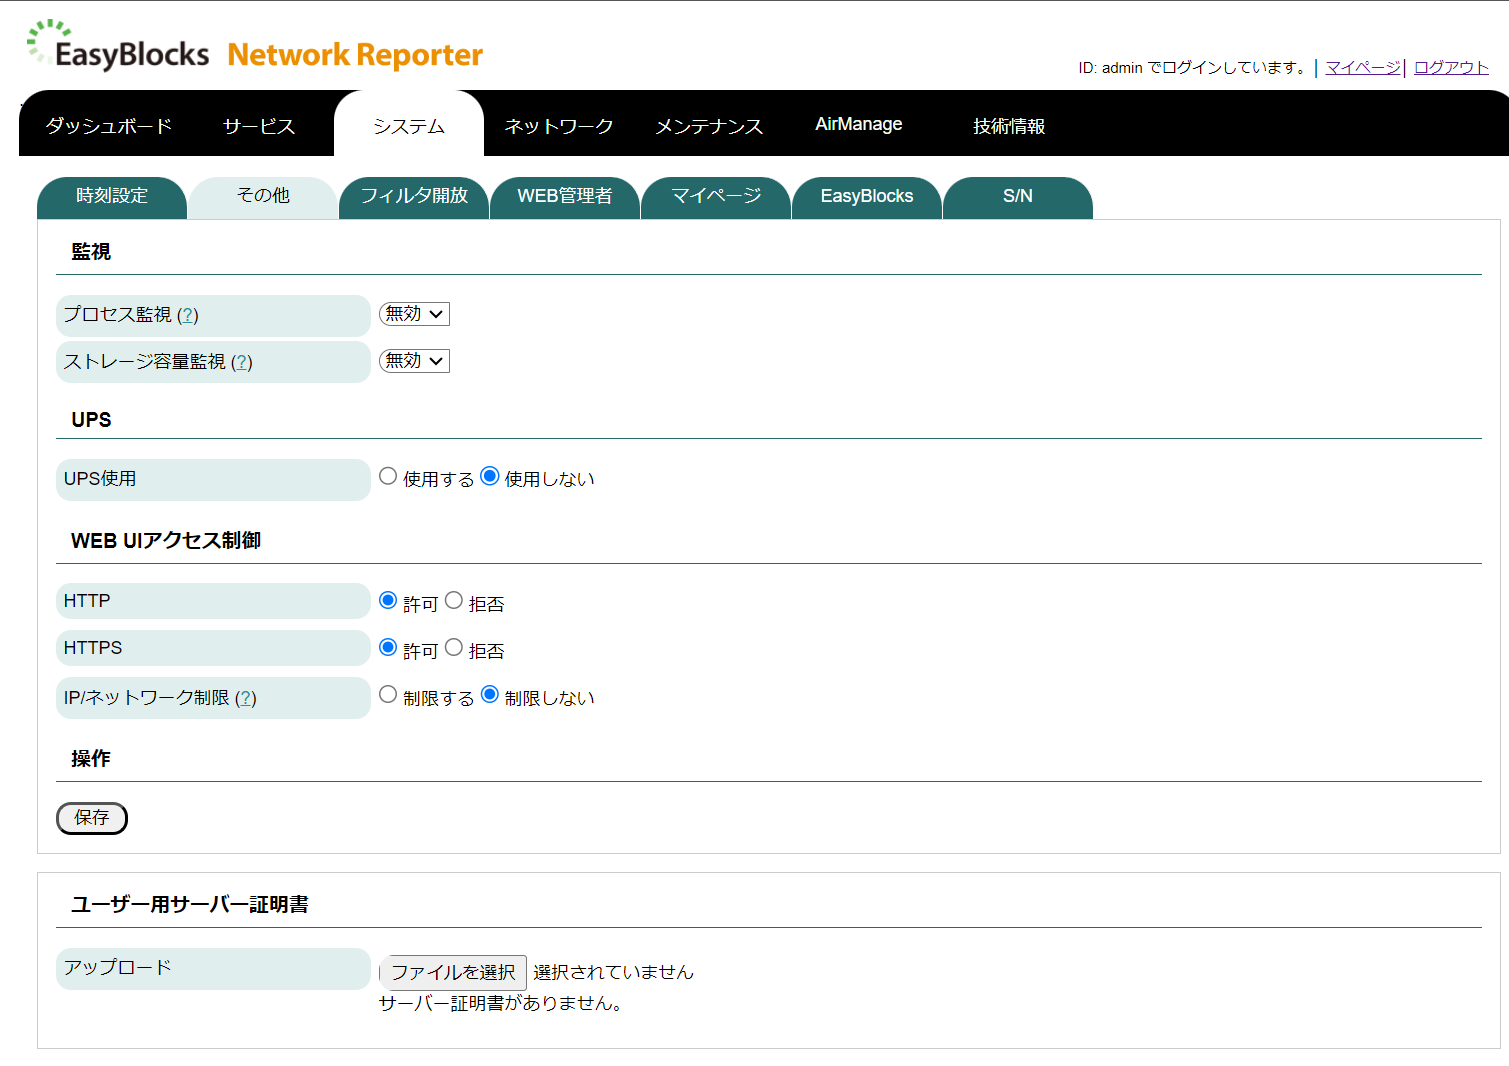 EasyBlocks Network Reporter
ID: admin でログインしています。 | マイページ | ログアウト
ダッシュボード サービス システム ネットワーク メンテナンス AirManage 技術情報
時刻設定 その他 フィルタ開放 WEB管理者 マイページ EasyBlocks S/N
監視
プロセス監視 (?) 無効
ストレージ容量監視 (?) 無効
UPS
UPS使用 使用する 使用しない
WEB UIアクセス制御
HTTP 許可 拒否
HTTPS 許可 拒否
IP/ネットワーク制限 (?) 制限する 制限しない
操作
保存
ユーザー用サーバー証明書
アップロード ファイルを選択 選択されていません
サーバー証明書がありません。